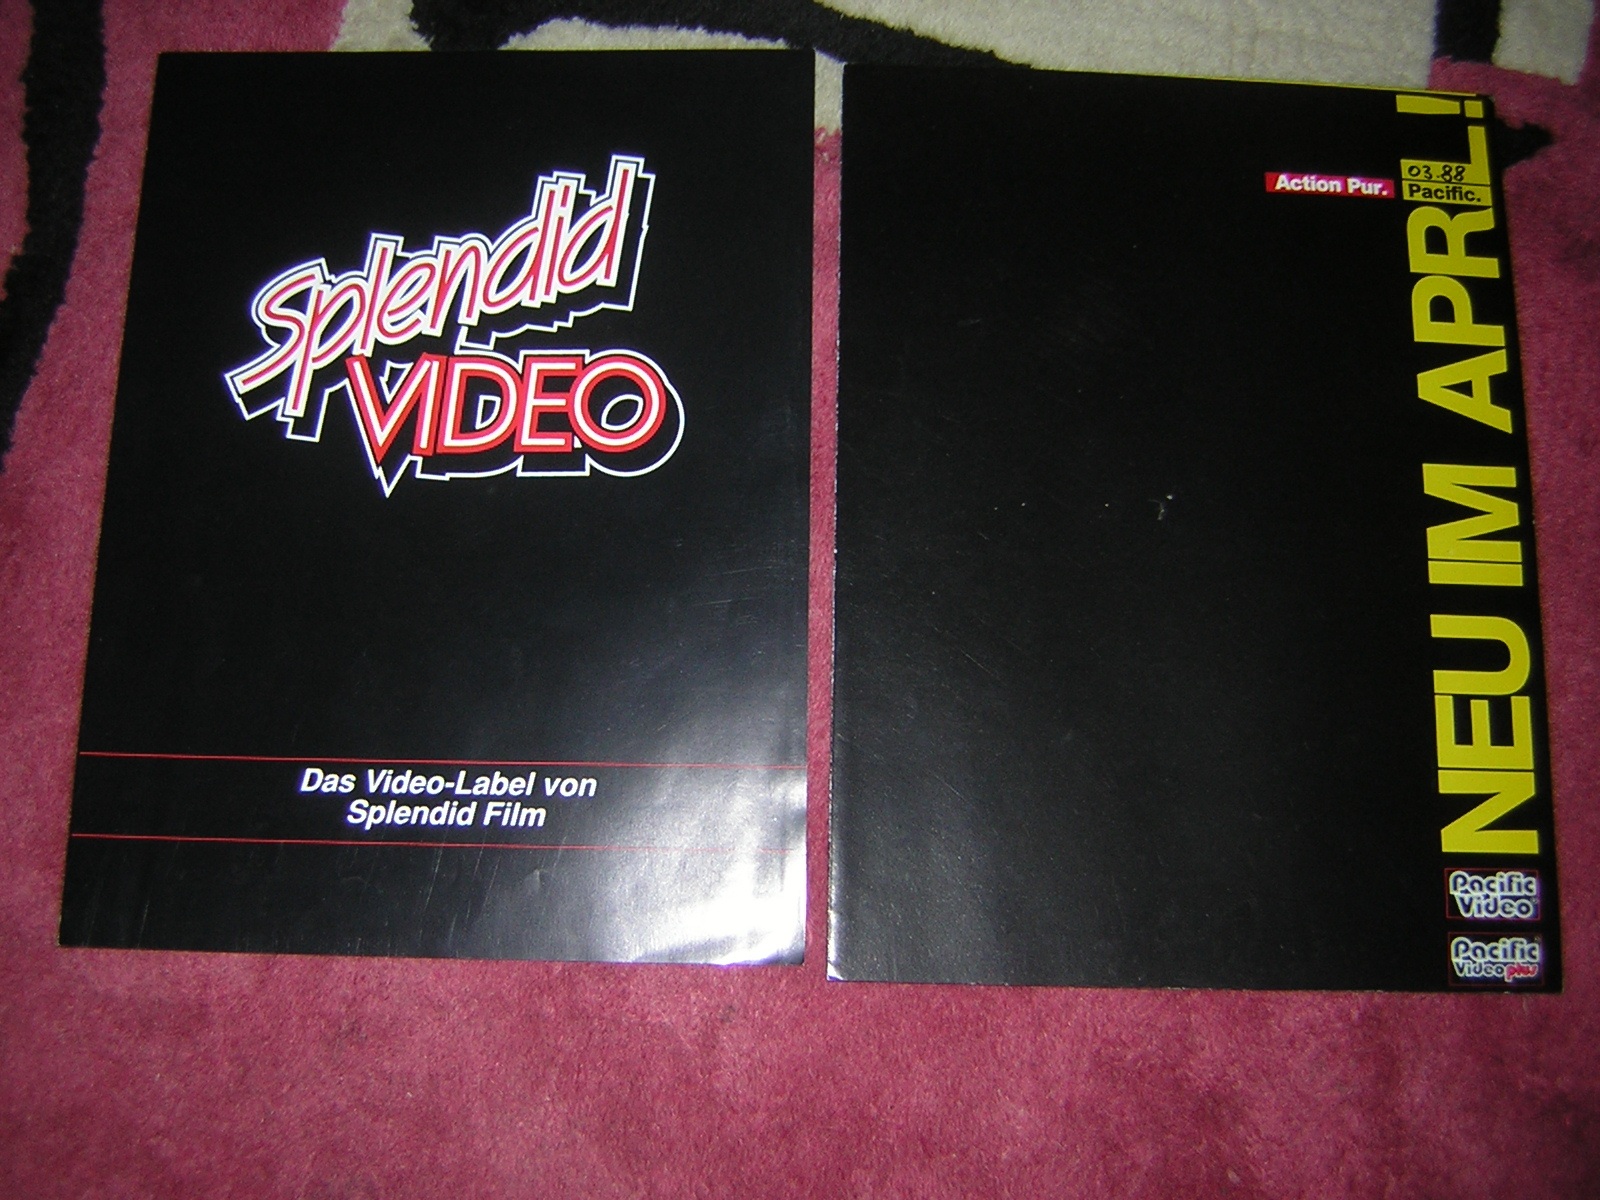 Splendid
VIDEO
Das Video-Label von
Splendid Film
Action Pur.
03.88
Pacific.
NEU IM APRIL!
Pacific
Video
Pacific
Video plus